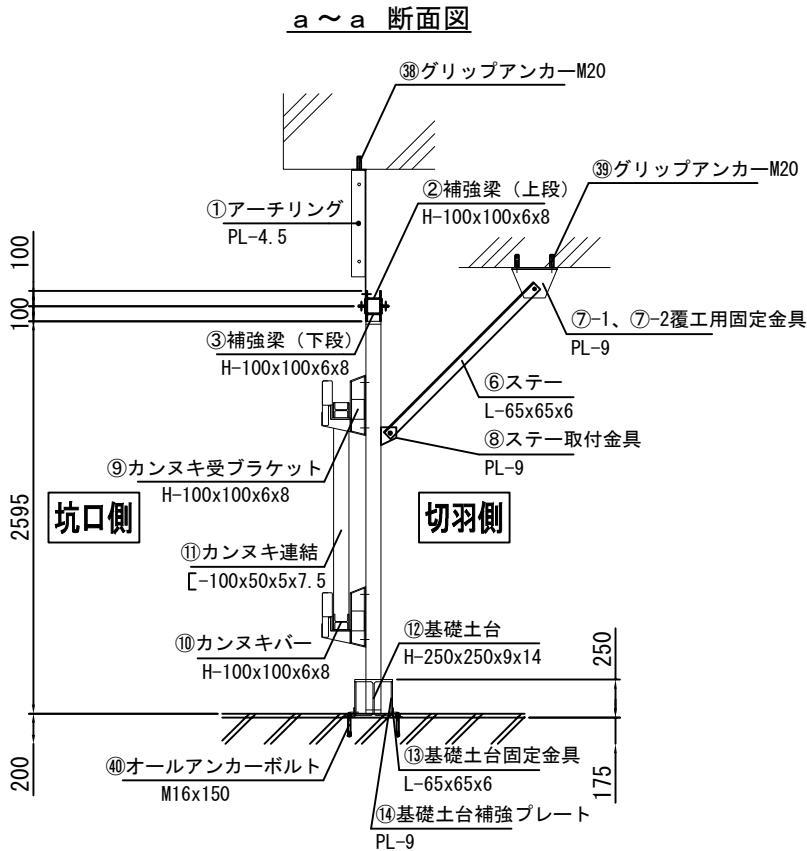 a～a 断面図
㊳グリップアンカーM20
㊴グリップアンカーM20
②補強梁（上段）
H-100x100x6x8
①アーチリング
PL-4.5
100
100
⑦-1、⑦-2覆工用固定金具
PL-9
③補強梁（下段）
H-100x100x6x8
⑥ステー
L-65x65x6
⑧ステー取付金具
PL-9
⑨カンヌキ受ブラケット
H-100x100x6x8
2595
坑口側
切羽側
⑪カンヌキ連結
[-100x50x5x7.5
⑩カンヌキバー
H-100x100x6x8
⑫基礎土台
H-250x250x9x14
250
200
㊵オールアンカーボルト
M16x150
⑬基礎土台固定金具
L-65x65x6
175
⑭基礎土台補強プレート
PL-9